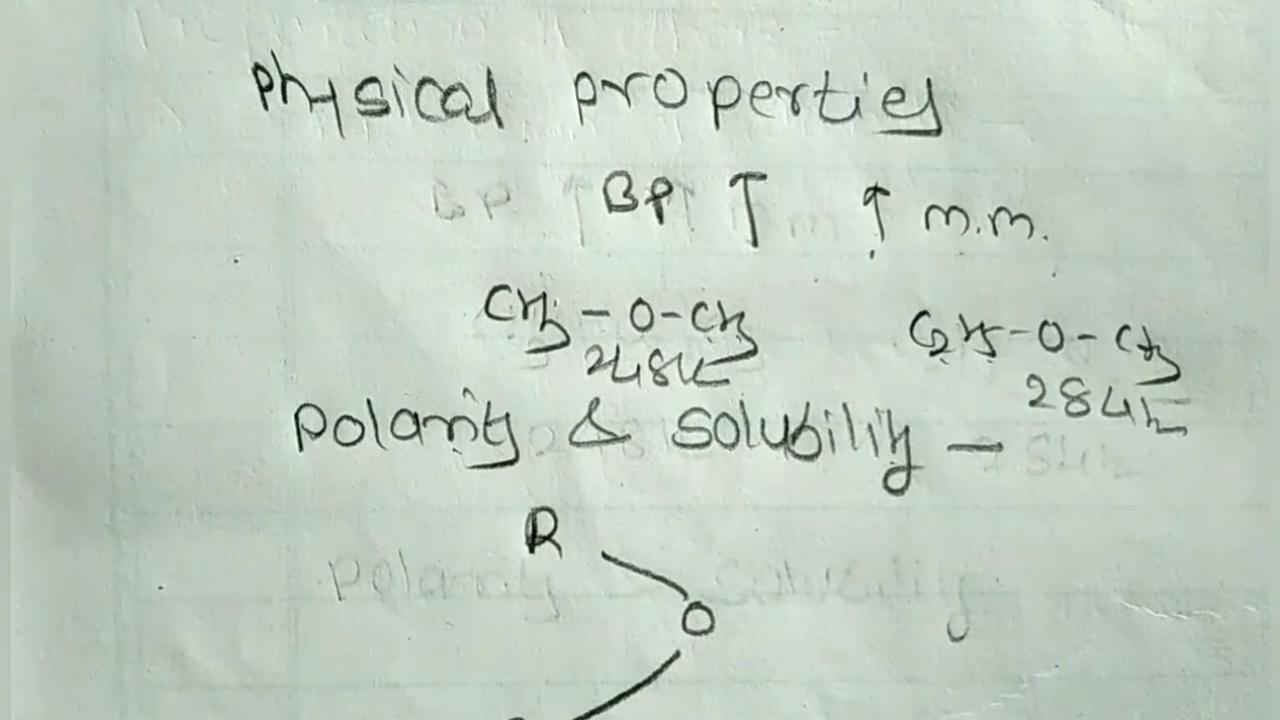 Physical properties
BP ↑ ↑ m.m.
CH3 - O - CH3 C2H5 - O - CH3
248K 284K
Polarity & solubility -
R
O